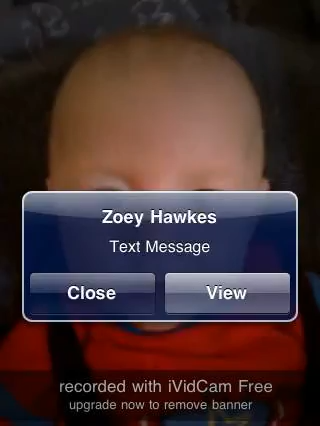 Zoey Hawkes
Text Message
Close
View
recorded with iVidCam Free
upgrade now to remove banner